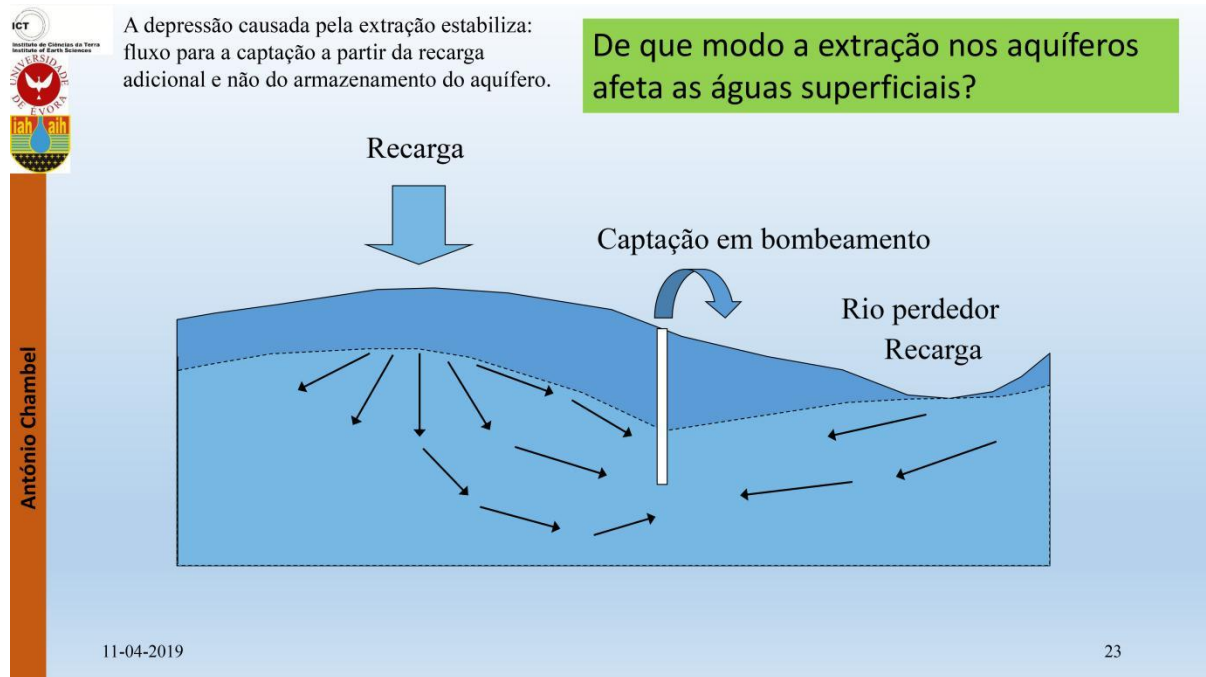 ICT
Instituto de Ciências da Terra
Institute of Earth Sciences
UNIVERSIDADE
DE ÉVORA
iah aih
António Chambel
A depressão causada pela extração estabiliza:
fluxo para a captação a partir da recarga
adicional e não do armazenamento do aquífero.
De que modo a extração nos aquíferos
afeta as águas superficiais?
Recarga
Captação em bombeamento
Rio perdedor
Recarga
11-04-2019
23